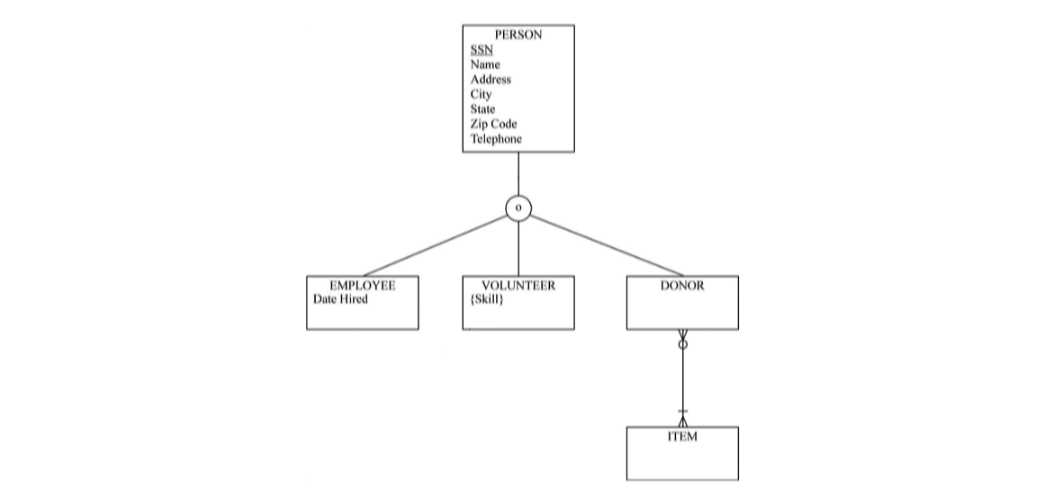 PERSON
SSN
Name
Address
City
State
Zip Code
Telephone
o
EMPLOYEE
Date Hired
VOLUNTEER
{Skill}
DONOR
ITEM